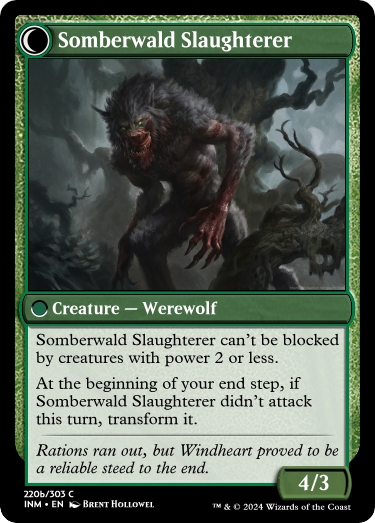 Somberwald Slaughterer
Creature — Werewolf
Somberwald Slaughterer can't be blocked
by creatures with power 2 or less.
At the beginning of your end step, if
Somberwald Slaughterer didn't attack
this turn, transform it.
Rations ran out, but Windheart proved to be
a reliable steed to the end.
4/3
220b/303 C
INM • EN Brent Hollowel
™ & © 2024 Wizards of the Coast